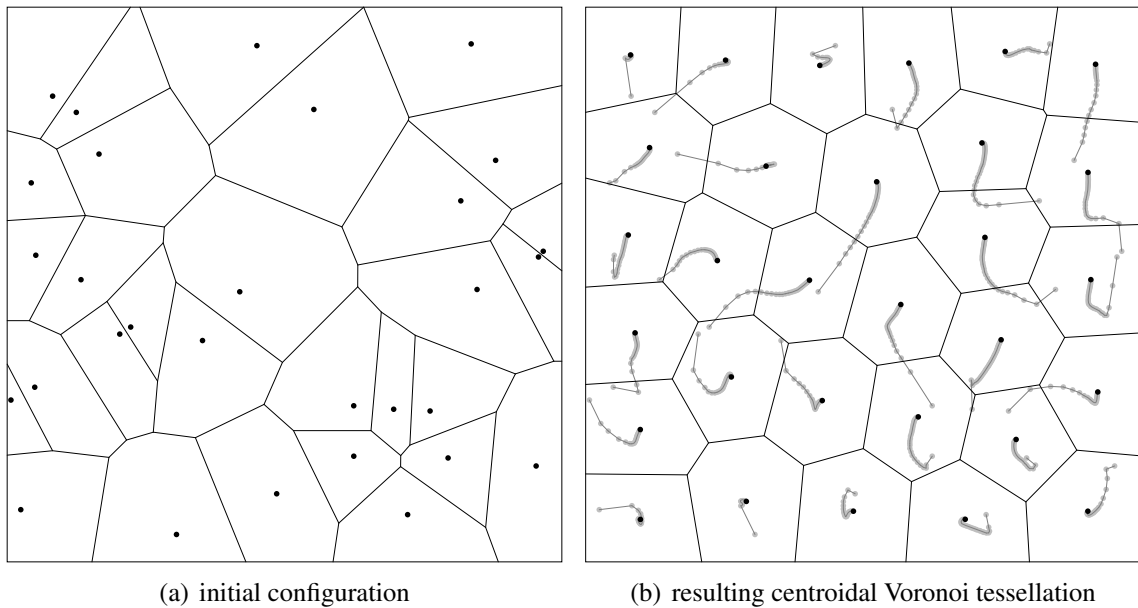 (a) initial configuration
(b) resulting centroidal Voronoi tessellation